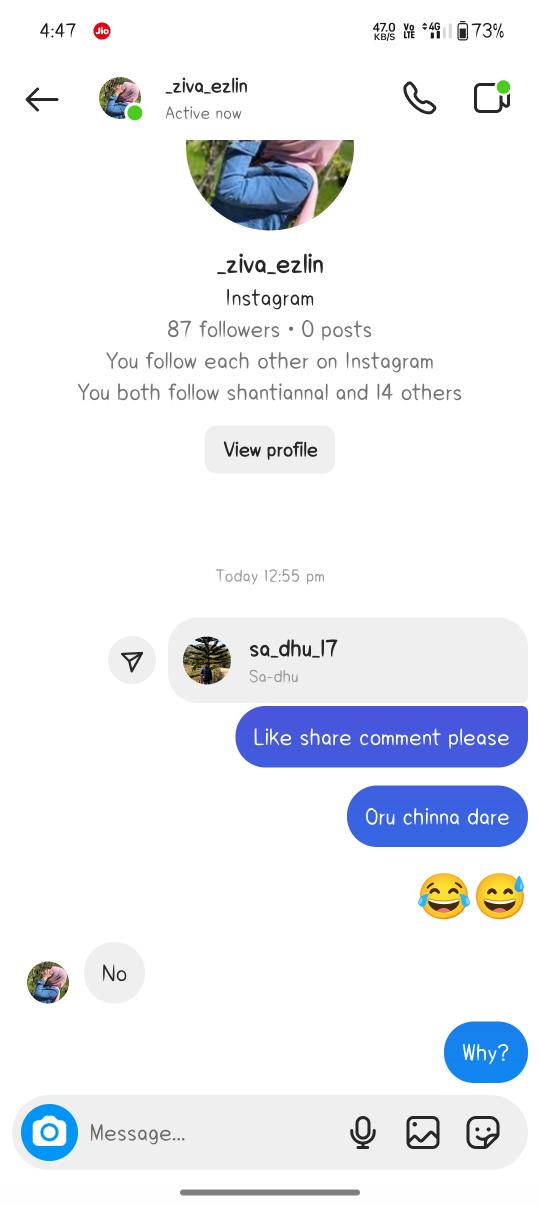 4:47 Jio 47.0 KB/S Vo LTE 4G 73%
_ziva_ezlin
Active now
_ziva_ezlin
Instagram
87 followers • 0 posts
You follow each other on Instagram
You both follow shantiannal and 14 others
View profile
Today 12:55 pm
sa_dhu_17
Sa-dhu
Like share comment please
Oru chinna dare
😂😅
No
Why?
Message...